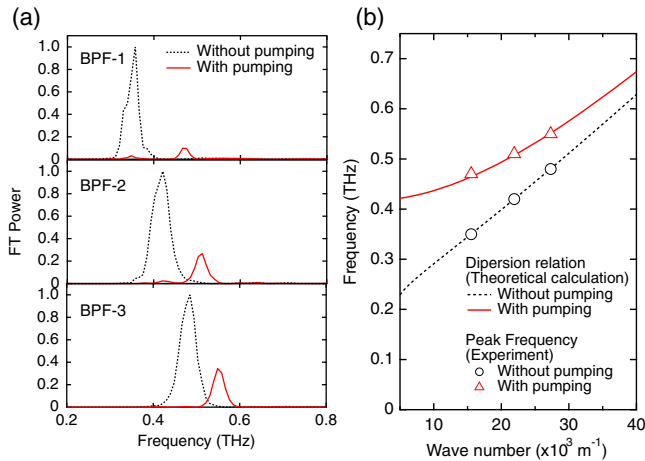 (a)
BPF-1
Without pumping
With pumping
1.0
0.8
0.6
0.4
0.2
0
BPF-2
1.0
0.8
0.6
0.4
0.2
0
BPF-3
1.0
0.8
0.6
0.4
0.2
0
FT Power
0.2 0.4 0.6 0.8
Frequency (THz)
(b)
0.7
0.6
0.5
0.4
0.3
0.2
0.1
0
Frequency (THz)
Dipersion relation
(Theoretical calculation)
Without pumping
With pumping
Peak Frequency
(Experiment)
Without pumping
With pumping
10 20 30 40
Wave number (x10³ m⁻¹)